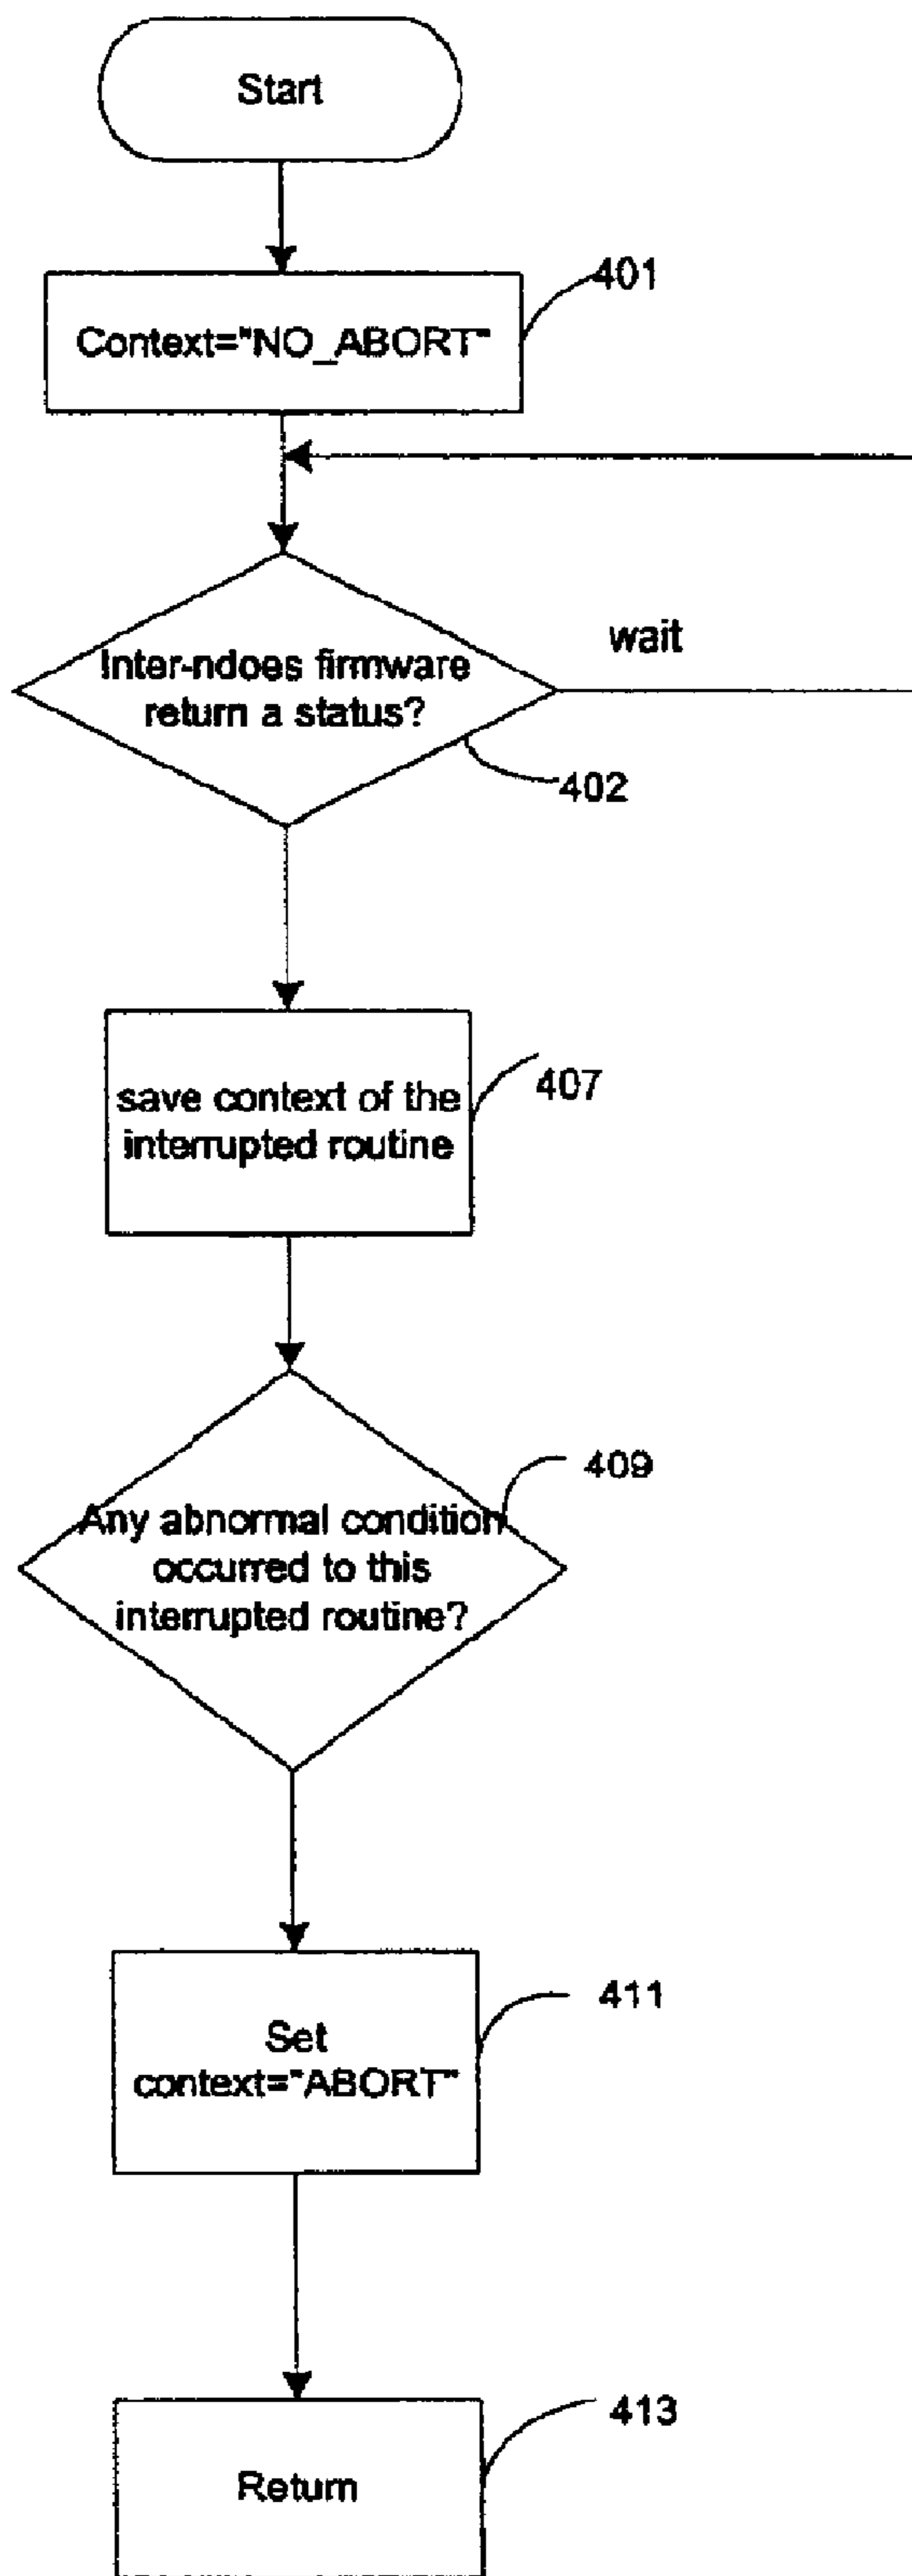 Start
401
Context="NO_ABORT"
wait
Inter-ndoes firmware
return a status?
402
407
save context of the
interrupted routine
409
Any abnormal condition
occurred to this
interrupted routine?
411
Set
context="ABORT"
413
Return